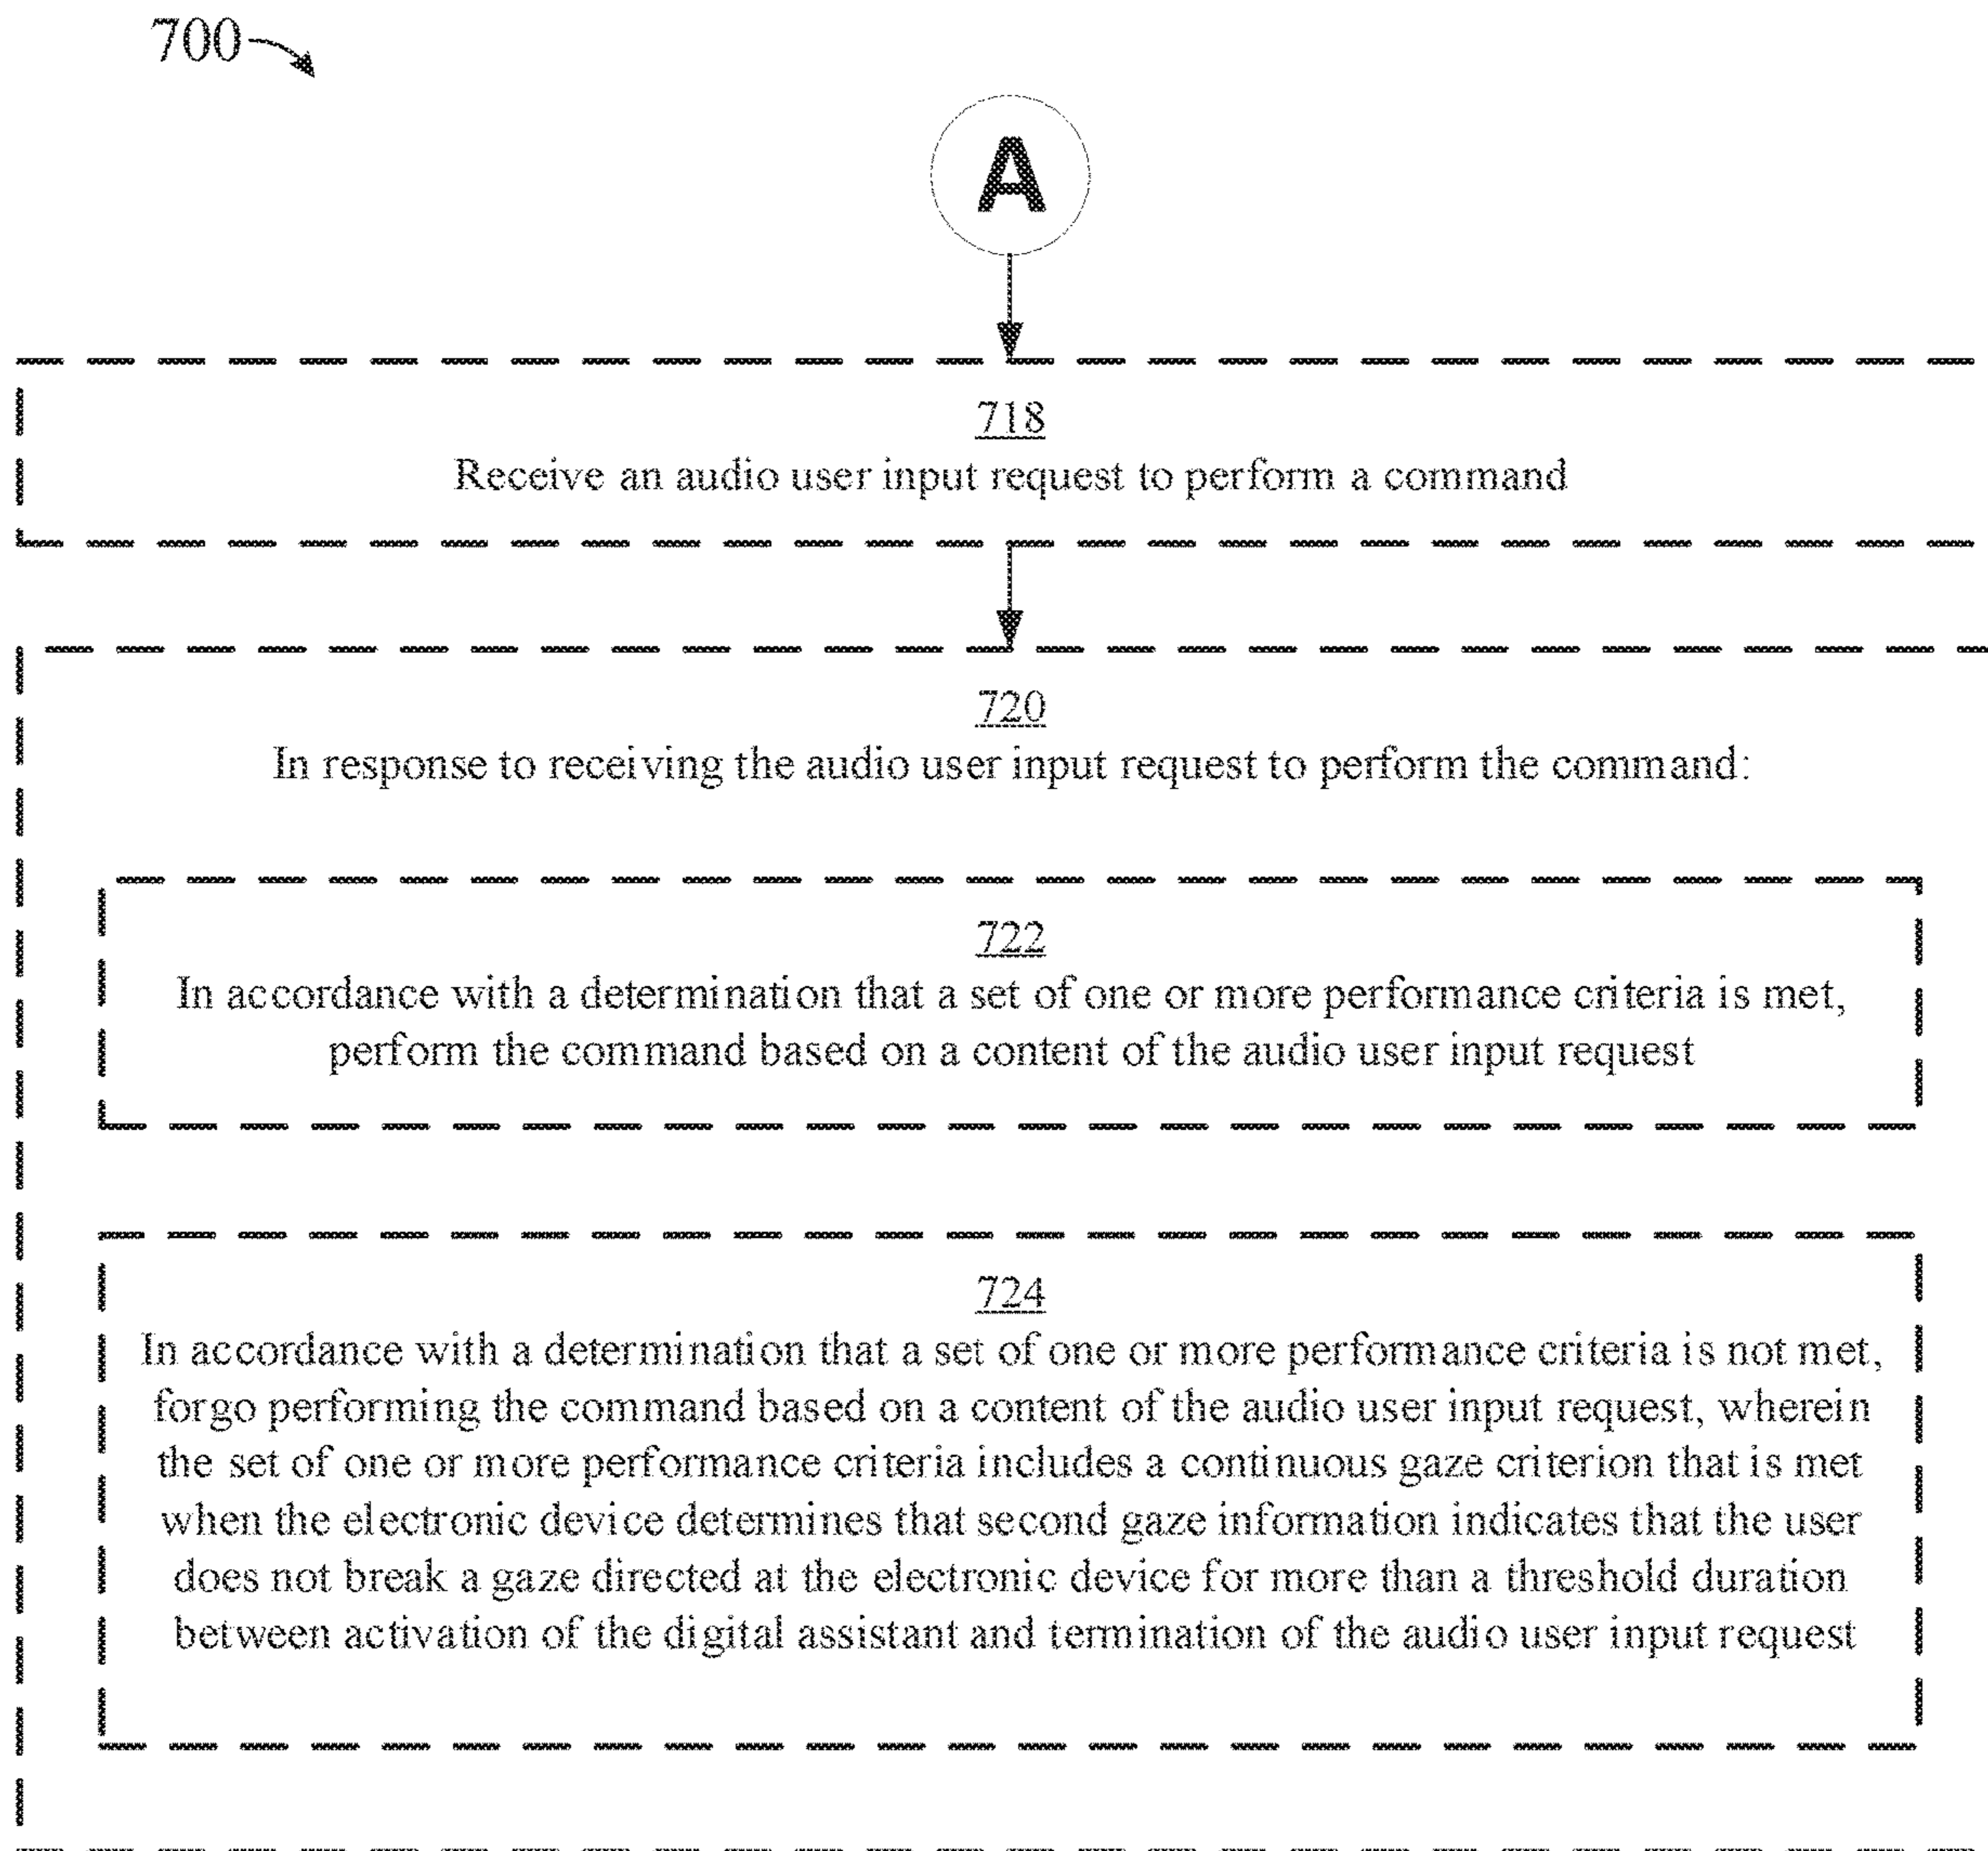 700
A
718
Receive an audio user input request to perform a command
720
In response to receiving the audio user input request to perform the command:
722
In accordance with a determination that a set of one or more performance criteria is met,
perform the command based on a content of the audio user input request
724
In accordance with a determination that a set of one or more performance criteria is not met,
forgo performing the command based on a content of the audio user input request, wherein
the set of one or more performance criteria includes a continuous gaze criterion that is met
when the electronic device determines that second gaze information indicates that the user
does not break a gaze directed at the electronic device for more than a threshold duration
between activation of the digital assistant and termination of the audio user input request